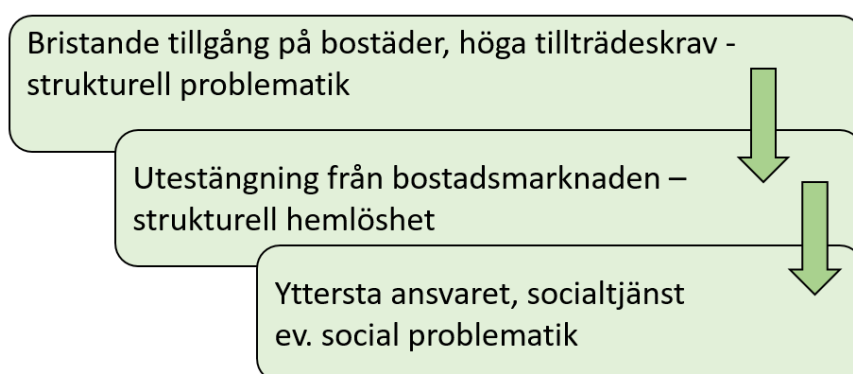 Bristande tillgång på bostäder, höga tillträdeskrav -
strukturell problematik
Utestängning från bostadsmarknaden –
strukturell hemlöshet
Yttersta ansvaret, socialtjänst
ev. social problematik